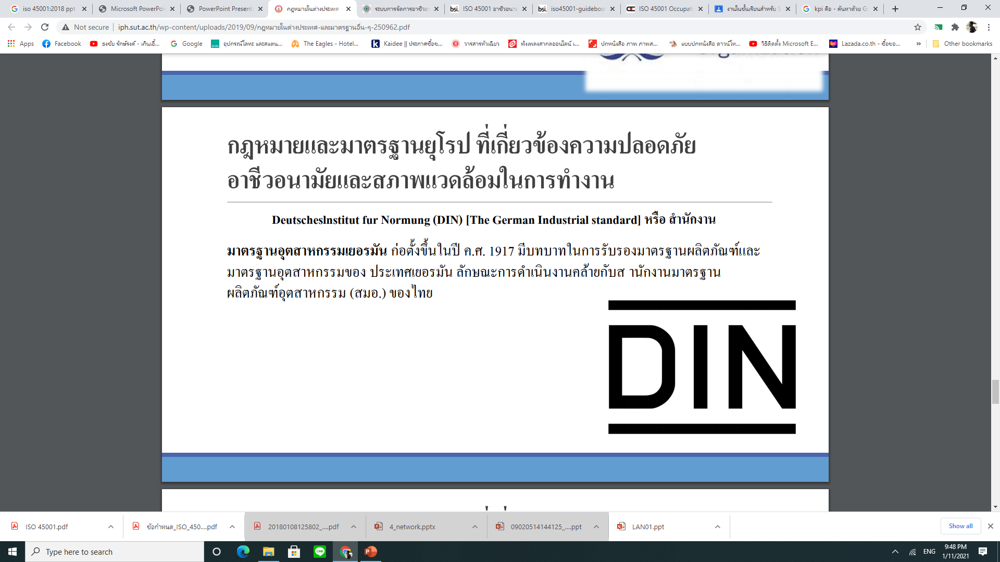 iso 45001:2018 ppt
Microsoft PowerPoi
PowerPoint Present
กฎหมายในต่างประเทศ
ระบบการจัดการอาชีวอ
bsi. ISO 45001 อาชีวอนา
bsi. iso45001-guideboo
ISO 45001 Occupat
งานในชั้นเรียนสำหรับ S
kpi คือ - ค้นหาด้วย Go
Not secure
iph.sut.ac.th/wp-content/uploads/2019/09/กฎหมายในต่างประเทศ-และมาตรฐานอื่น-ๆ-250962.pdf
Apps
Facebook
ธงชัย รักษ์รงค์ - เกินเอื้...
Google
อุปกรณ์โลหะ และสแตน...
The Eagles - Hotel...
Kaidee || ประกาศซื้อข...
วารสารหัวเฉียว
ฟังเพลงสากลออนไลน์ เ...
ปกหนังสือ ภาพ ภาพส...
แบบปกหนังสือ ดาวน์โห...
วิธีติดตั้ง Microsoft E...
Lazada.co.th - ซื้อขอ...
Other bookmarks
กฎหมายและมาตรฐานยุโรป ที่เกี่ยวข้องความปลอดภัย
อาชีวอนามัยและสภาพแวดล้อมในการทำงาน
Deutscheslnstitut fur Normung (DIN) [The German Industrial standard] หรือ สำนักงาน
มาตรฐานอุตสาหกรรมเยอรมัน ก่อตั้งขึ้นในปี ค.ศ. 1917 มีบทบาทในการรับรองมาตรฐานผลิตภัณฑ์และ
มาตรฐานอุตสาหกรรมของ ประเทศเยอรมัน ลักษณะการดำเนินงานคล้ายกับส านักงานมาตรฐาน
ผลิตภัณฑ์อุตสาหกรรม (สมอ.) ของไทย
DIN
ISO 45001.pdf
ข้อกำหนด_ISO_450....pdf
20180108125802_....pdf
4_network.pptx
09020514144125_....ppt
LAN01.ppt
Show all
Type here to search
LINE
ENG
9:48 PM
1/11/2021